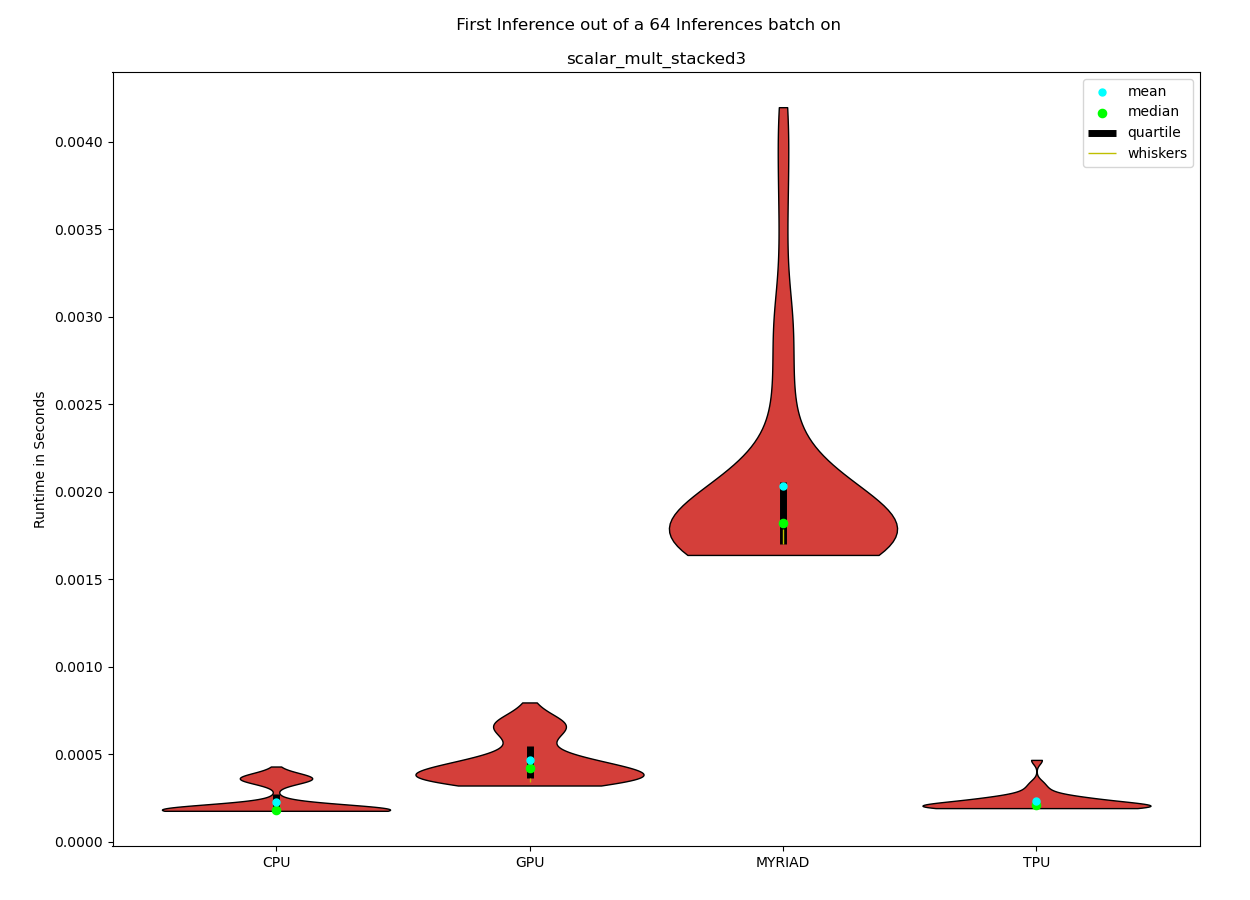 First Inference out of a 64 Inferences batch on
scalar_mult_stacked3
mean
median
quartile
whiskers
Runtime in Seconds
0.0040
0.0035
0.0030
0.0025
0.0020
0.0015
0.0010
0.0005
0.0000
CPU
GPU
MYRIAD
TPU